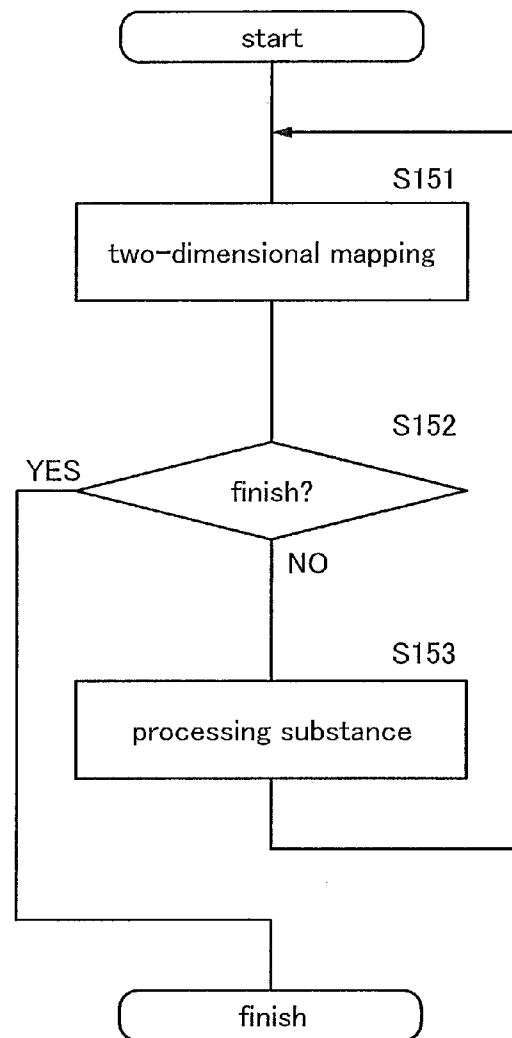 start
S151
two-dimensional mapping
S152
YES
finish?
NO
S153
processing substance
finish